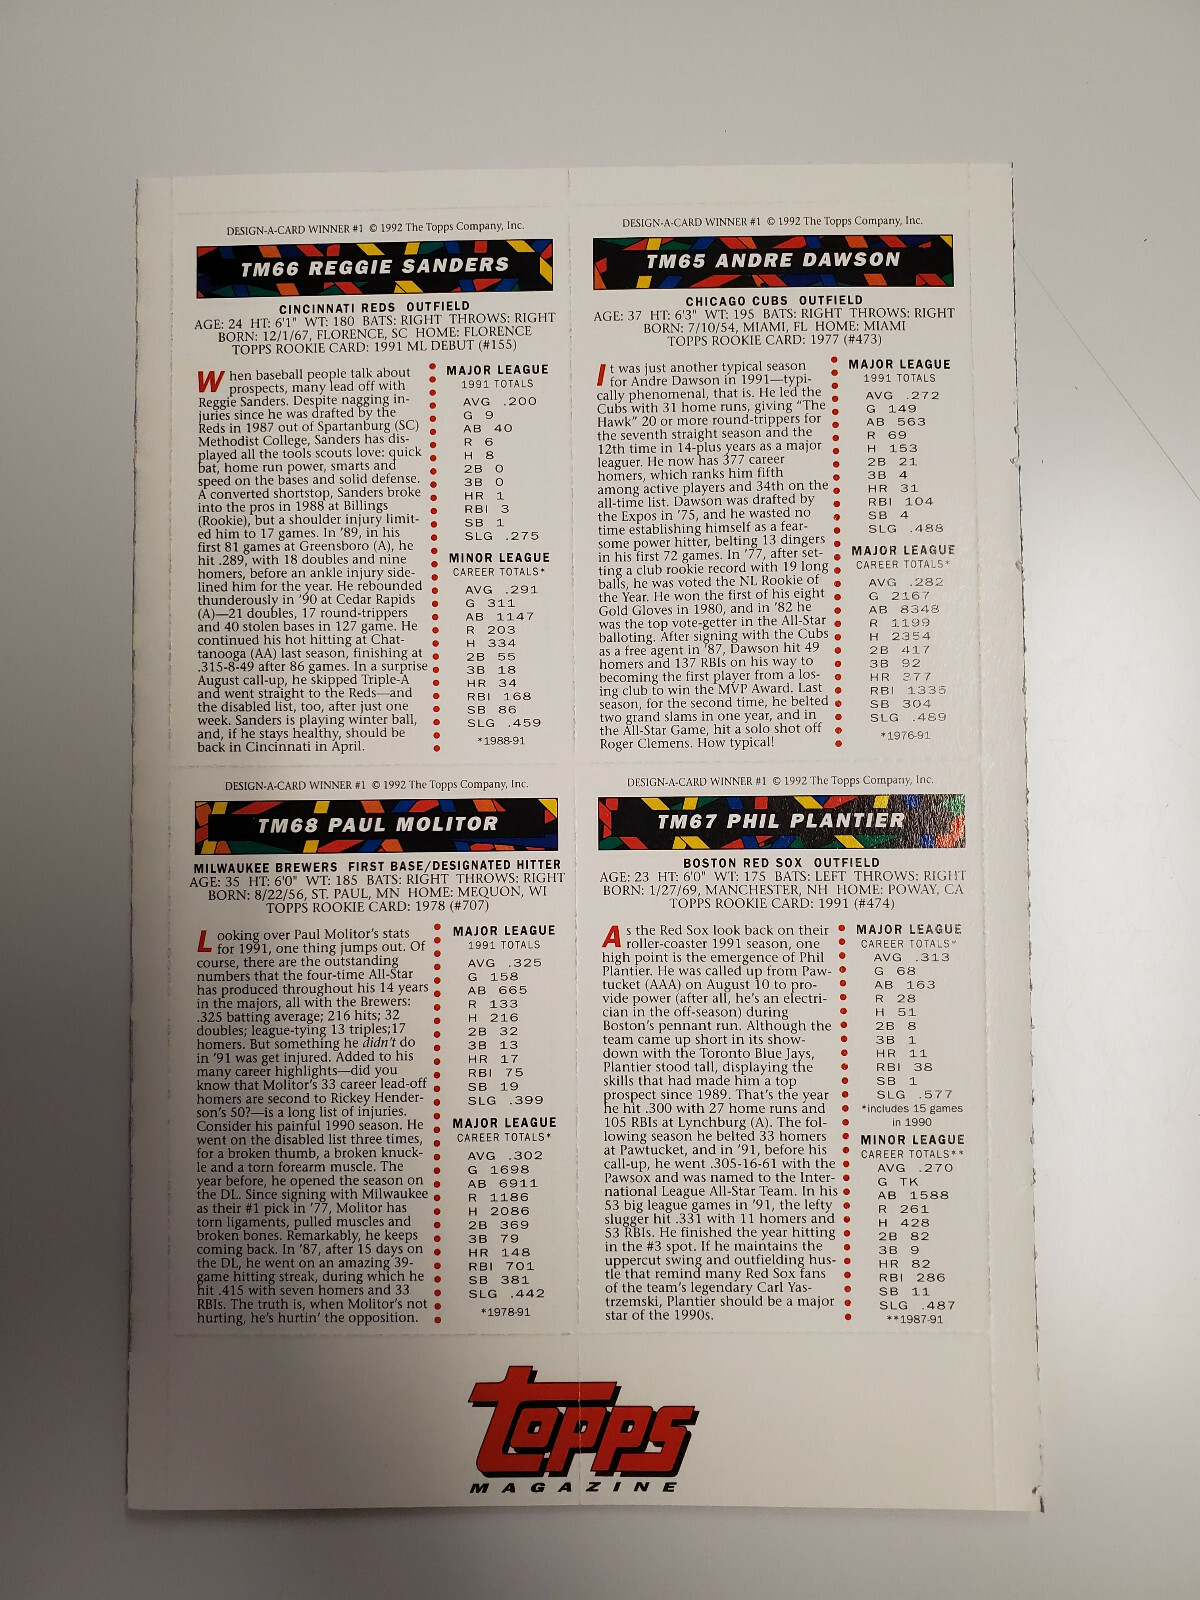 DESIGN-A-CARD WINNER #1 © 1992 The Topps Company, Inc.
TM66 REGGIE SANDERS
CINCINNATI REDS OUTFIELD
AGE: 24 HT: 6'1" WT: 180 BATS: RIGHT THROWS: RIGHT
BORN: 12/1/67, FLORENCE, SC HOME: FLORENCE
TOPPS ROOKIE CARD: 1991 ML DEBUT (#155)
When baseball people talk about
prospects, many lead off with
Reggie Sanders. Despite nagging in-
juries since he was drafted by the
Reds in 1987 out of Spartanburg (SC)
Methodist College, Sanders has dis-
played all the tools scouts love: quick
bat, home run power, smarts and
speed on the bases and solid defense.
A converted shortstop, Sanders broke
into the pros in 1988 at Billings
(Rookie), but a shoulder injury limit-
ed him to 17 games. In '89, in his
first 81 games at Greensboro (A), he
hit .289, with 18 doubles and nine
homers, before an ankle injury side-
lined him for the year. He rebounded
thunderously in '90 at Cedar Rapids
(A)—21 doubles, 17 round-trippers
and 40 stolen bases in 127 game. He
continued his hot hitting at Chat-
tanooga (AA) last season, finishing at
.315-8-49 after 86 games. In a surprise
August call-up, he skipped Triple-A
and went straight to the Reds—and
the disabled list, too, after just one
week. Sanders is playing winter ball,
and, if he stays healthy, should be
back in Cincinnati in April.
MAJOR LEAGUE
1991 TOTALS
AVG .200
G 9
AB 40
R 6
H 8
2B 0
3B 0
HR 1
RBI 3
SB 1
SLG .275
MINOR LEAGUE
CAREER TOTALS*
AVG .291
G 311
AB 1147
R 203
H 334
2B 55
3B 18
HR 34
RBI 168
SB 86
SLG .459
*1988-91
DESIGN-A-CARD WINNER #1 © 1992 The Topps Company, Inc.
TM65 ANDRE DAWSON
CHICAGO CUBS OUTFIELD
AGE: 37 HT: 6'3" WT: 195 BATS: RIGHT THROWS: RIGHT
BORN: 7/10/54, MIAMI, FL HOME: MIAMI
TOPPS ROOKIE CARD: 1977 (#473)
It was just another typical season
for Andre Dawson in 1991—typi-
cally phenomenal, that is. He led the
Cubs with 31 home runs, giving "The
Hawk" 20 or more round-trippers for
the seventh straight season and the
12th time in 14-plus years as a major
leaguer. He now has 377 career
homers, which ranks him fifth
among active players and 34th on the
all-time list. Dawson was drafted by
the Expos in '75, and he wasted no
time establishing himself as a fear-
some power hitter, belting 13 dingers
in his first 72 games. In '77, after set-
ting a club rookie record with 19 long
balls, he was voted the NL Rookie of
the Year. He won the first of his eight
Gold Gloves in 1980, and in '82 he
was the top vote-getter in the All-Star
balloting. After signing with the Cubs
as a free agent in '87, Dawson hit 49
homers and 137 RBIs on his way to
becoming the first player from a los-
ing club to win the MVP Award. Last
season, for the second time, he belted
two grand slams in one year, and in
the All-Star Game, hit a solo shot off
Roger Clemens. How typical!
MAJOR LEAGUE
1991 TOTALS
AVG .272
G 149
AB 563
R 69
H 153
2B 21
3B 4
HR 31
RBI 104
SB 4
SLG .488
MAJOR LEAGUE
CAREER TOTALS*
AVG .282
G 2167
AB 8348
R 1199
H 2354
2B 417
3B 92
HR 377
RBI 1335
SB 304
SLG .489
*1976-91
DESIGN-A-CARD WINNER #1 © 1992 The Topps Company, Inc.
TM68 PAUL MOLITOR
MILWAUKEE BREWERS FIRST BASE/DESIGNATED HITTER
AGE: 35 HT: 6'0" WT: 185 BATS: RIGHT THROWS: RIGHT
BORN: 8/22/56, ST. PAUL, MN HOME: MEQUON, WI
TOPPS ROOKIE CARD: 1978 (#707)
Looking over Paul Molitor's stats
for 1991, one thing jumps out. Of
course, there are the outstanding
numbers that the four-time All-Star
has produced throughout his 14 years
in the majors, all with the Brewers:
.325 batting average; 216 hits; 32
doubles; league-tying 13 triples;17
homers. But something he didn't do
in '91 was get injured. Added to his
many career highlights—did you
know that Molitor's 33 career lead-off
homers are second to Rickey Hender-
son's 50?—is a long list of injuries.
Consider his painful 1990 season. He
went on the disabled list three times,
for a broken thumb, a broken knuck-
le and a torn forearm muscle. The
year before, he opened the season on
the DL. Since signing with Milwaukee
as their #1 pick in '77, Molitor has
torn ligaments, pulled muscles and
broken bones. Remarkably, he keeps
coming back. In '87, after 15 days on
the DL, he went on an amazing 39-
game hitting streak, during which he
hit .415 with seven homers and 33
RBIs. The truth is, when Molitor's not
hurting, he's hurtin' the opposition.
MAJOR LEAGUE
1991 TOTALS
AVG .325
G 158
AB 665
R 133
H 216
2B 32
3B 13
HR 17
RBI 75
SB 19
SLG .399
MAJOR LEAGUE
CAREER TOTALS*
AVG .302
G 1698
AB 6911
R 1186
H 2086
2B 369
3B 79
HR 148
RBI 701
SB 381
SLG .442
*1978-91
DESIGN-A-CARD WINNER #1 © 1992 The Topps Company, Inc.
TM67 PHIL PLANTIER
BOSTON RED SOX OUTFIELD
AGE: 23 HT: 6'0" WT: 175 BATS: LEFT THROWS: RIGHT
BORN: 1/27/69, MANCHESTER, NH HOME: POWAY, CA
TOPPS ROOKIE CARD: 1991 (#474)
As the Red Sox look back on their
roller-coaster 1991 season, one
high point is the emergence of Phil
Plantier. He was called up from Paw-
tucket (AAA) on August 10 to pro-
vide power (after all, he's an electri-
cian in the off-season) during
Boston's pennant run. Although the
team came up short in its show-
down with the Toronto Blue Jays,
Plantier stood tall, displaying the
skills that had made him a top
prospect since 1989. That's the year
he hit .300 with 27 home runs and
105 RBIs at Lynchburg (A). The fol-
lowing season he belted 33 homers
at Pawtucket, and in '91, before his
call-up, he went .305-16-61 with the
Pawsox and was named to the Inter-
national League All-Star Team. In his
53 big league games in '91, the lefty
slugger hit .331 with 11 homers and
53 RBIs. He finished the year hitting
in the #3 spot. If he maintains the
uppercut swing and outfielding hus-
tle that remind many Red Sox fans
of the team's legendary Carl Yas-
trzemski, Plantier should be a major
star of the 1990s.
MAJOR LEAGUE
CAREER TOTALS*
AVG .313
G 68
AB 163
R 28
H 51
2B 8
3B 1
HR 11
RBI 38
SB 1
SLG .577
*includes 15 games
in 1990
MINOR LEAGUE
CAREER TOTALS**
AVG .270
G TK
AB 1588
R 261
H 428
2B 82
3B 9
HR 82
RBI 286
SB 11
SLG .487
**1987-91
Topps
MAGAZINE